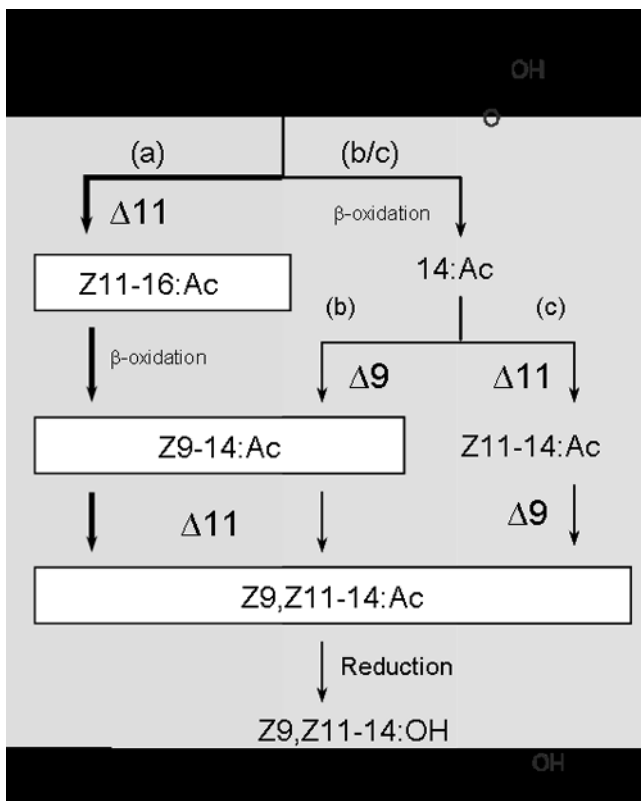 OH
(a) (b/c)
Δ11 β-oxidation
Z11-16:Ac 14:Ac
(b) (c)
β-oxidation Δ9 Δ11
Z9-14:Ac Z11-14:Ac
Δ11 Δ9
Z9,Z11-14:Ac
Reduction
Z9,Z11-14:OH
OH